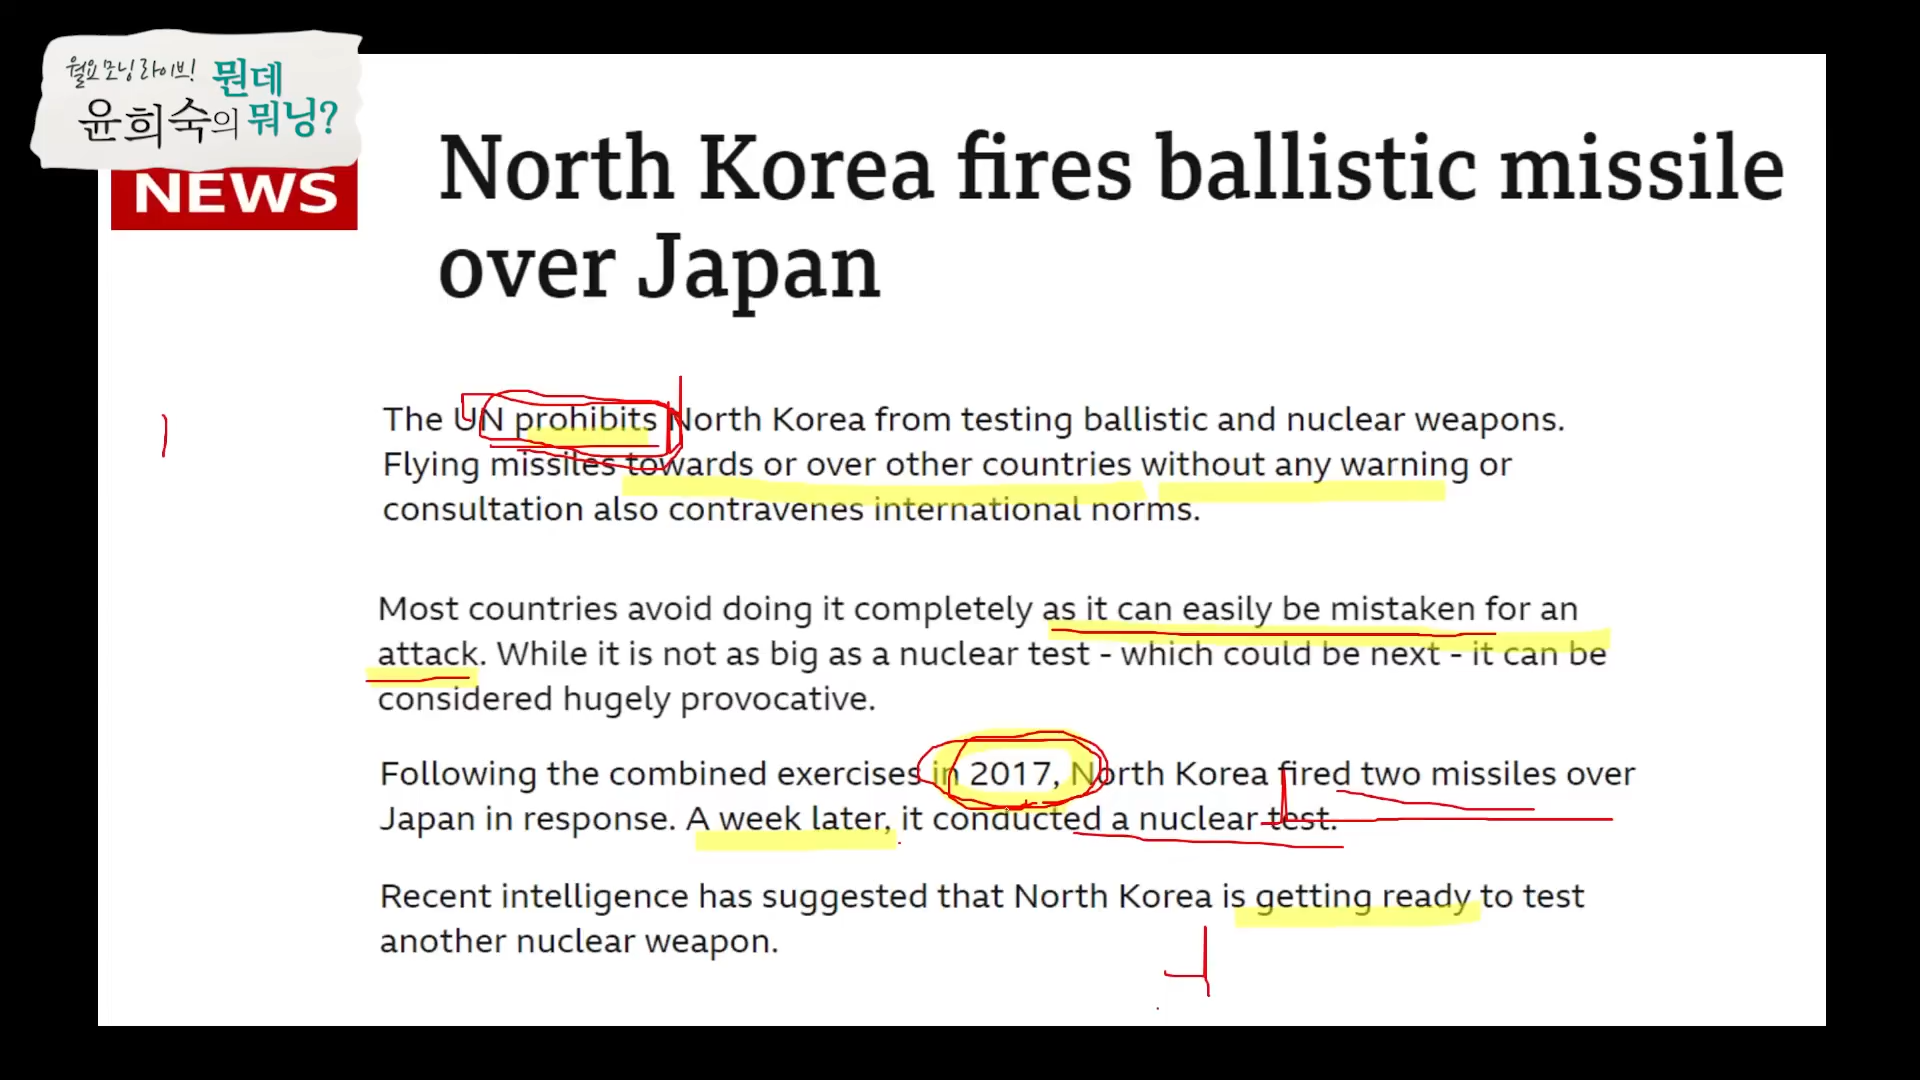 월요모닝라이브! 뭔데
윤희숙의 뭐닝?
NEWS
North Korea fires ballistic missile
over Japan
The UN prohibits North Korea from testing ballistic and nuclear weapons.
Flying missiles towards or over other countries without any warning or
consultation also contravenes international norms.
Most countries avoid doing it completely as it can easily be mistaken for an
attack. While it is not as big as a nuclear test - which could be next - it can be
considered hugely provocative.
Following the combined exercises in 2017, North Korea fired two missiles over
Japan in response. A week later, it conducted a nuclear test.
Recent intelligence has suggested that North Korea is getting ready to test
another nuclear weapon.